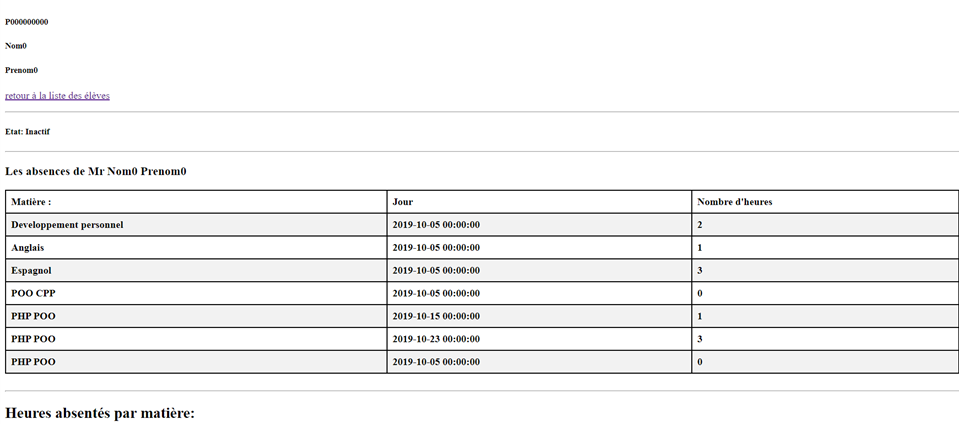 P000000000
Nom0
Prenom0
retour à la liste des élèves
Etat: Inactif
Les absences de Mr Nom0 Prenom0
Matière : Jour Nombre d'heures
Developpement personnel 2019-10-05 00:00:00 2
Anglais 2019-10-05 00:00:00 1
Espagnol 2019-10-05 00:00:00 3
POO CPP 2019-10-05 00:00:00 0
PHP POO 2019-10-15 00:00:00 1
PHP POO 2019-10-23 00:00:00 3
PHP POO 2019-10-05 00:00:00 0
Heures absentés par matière: